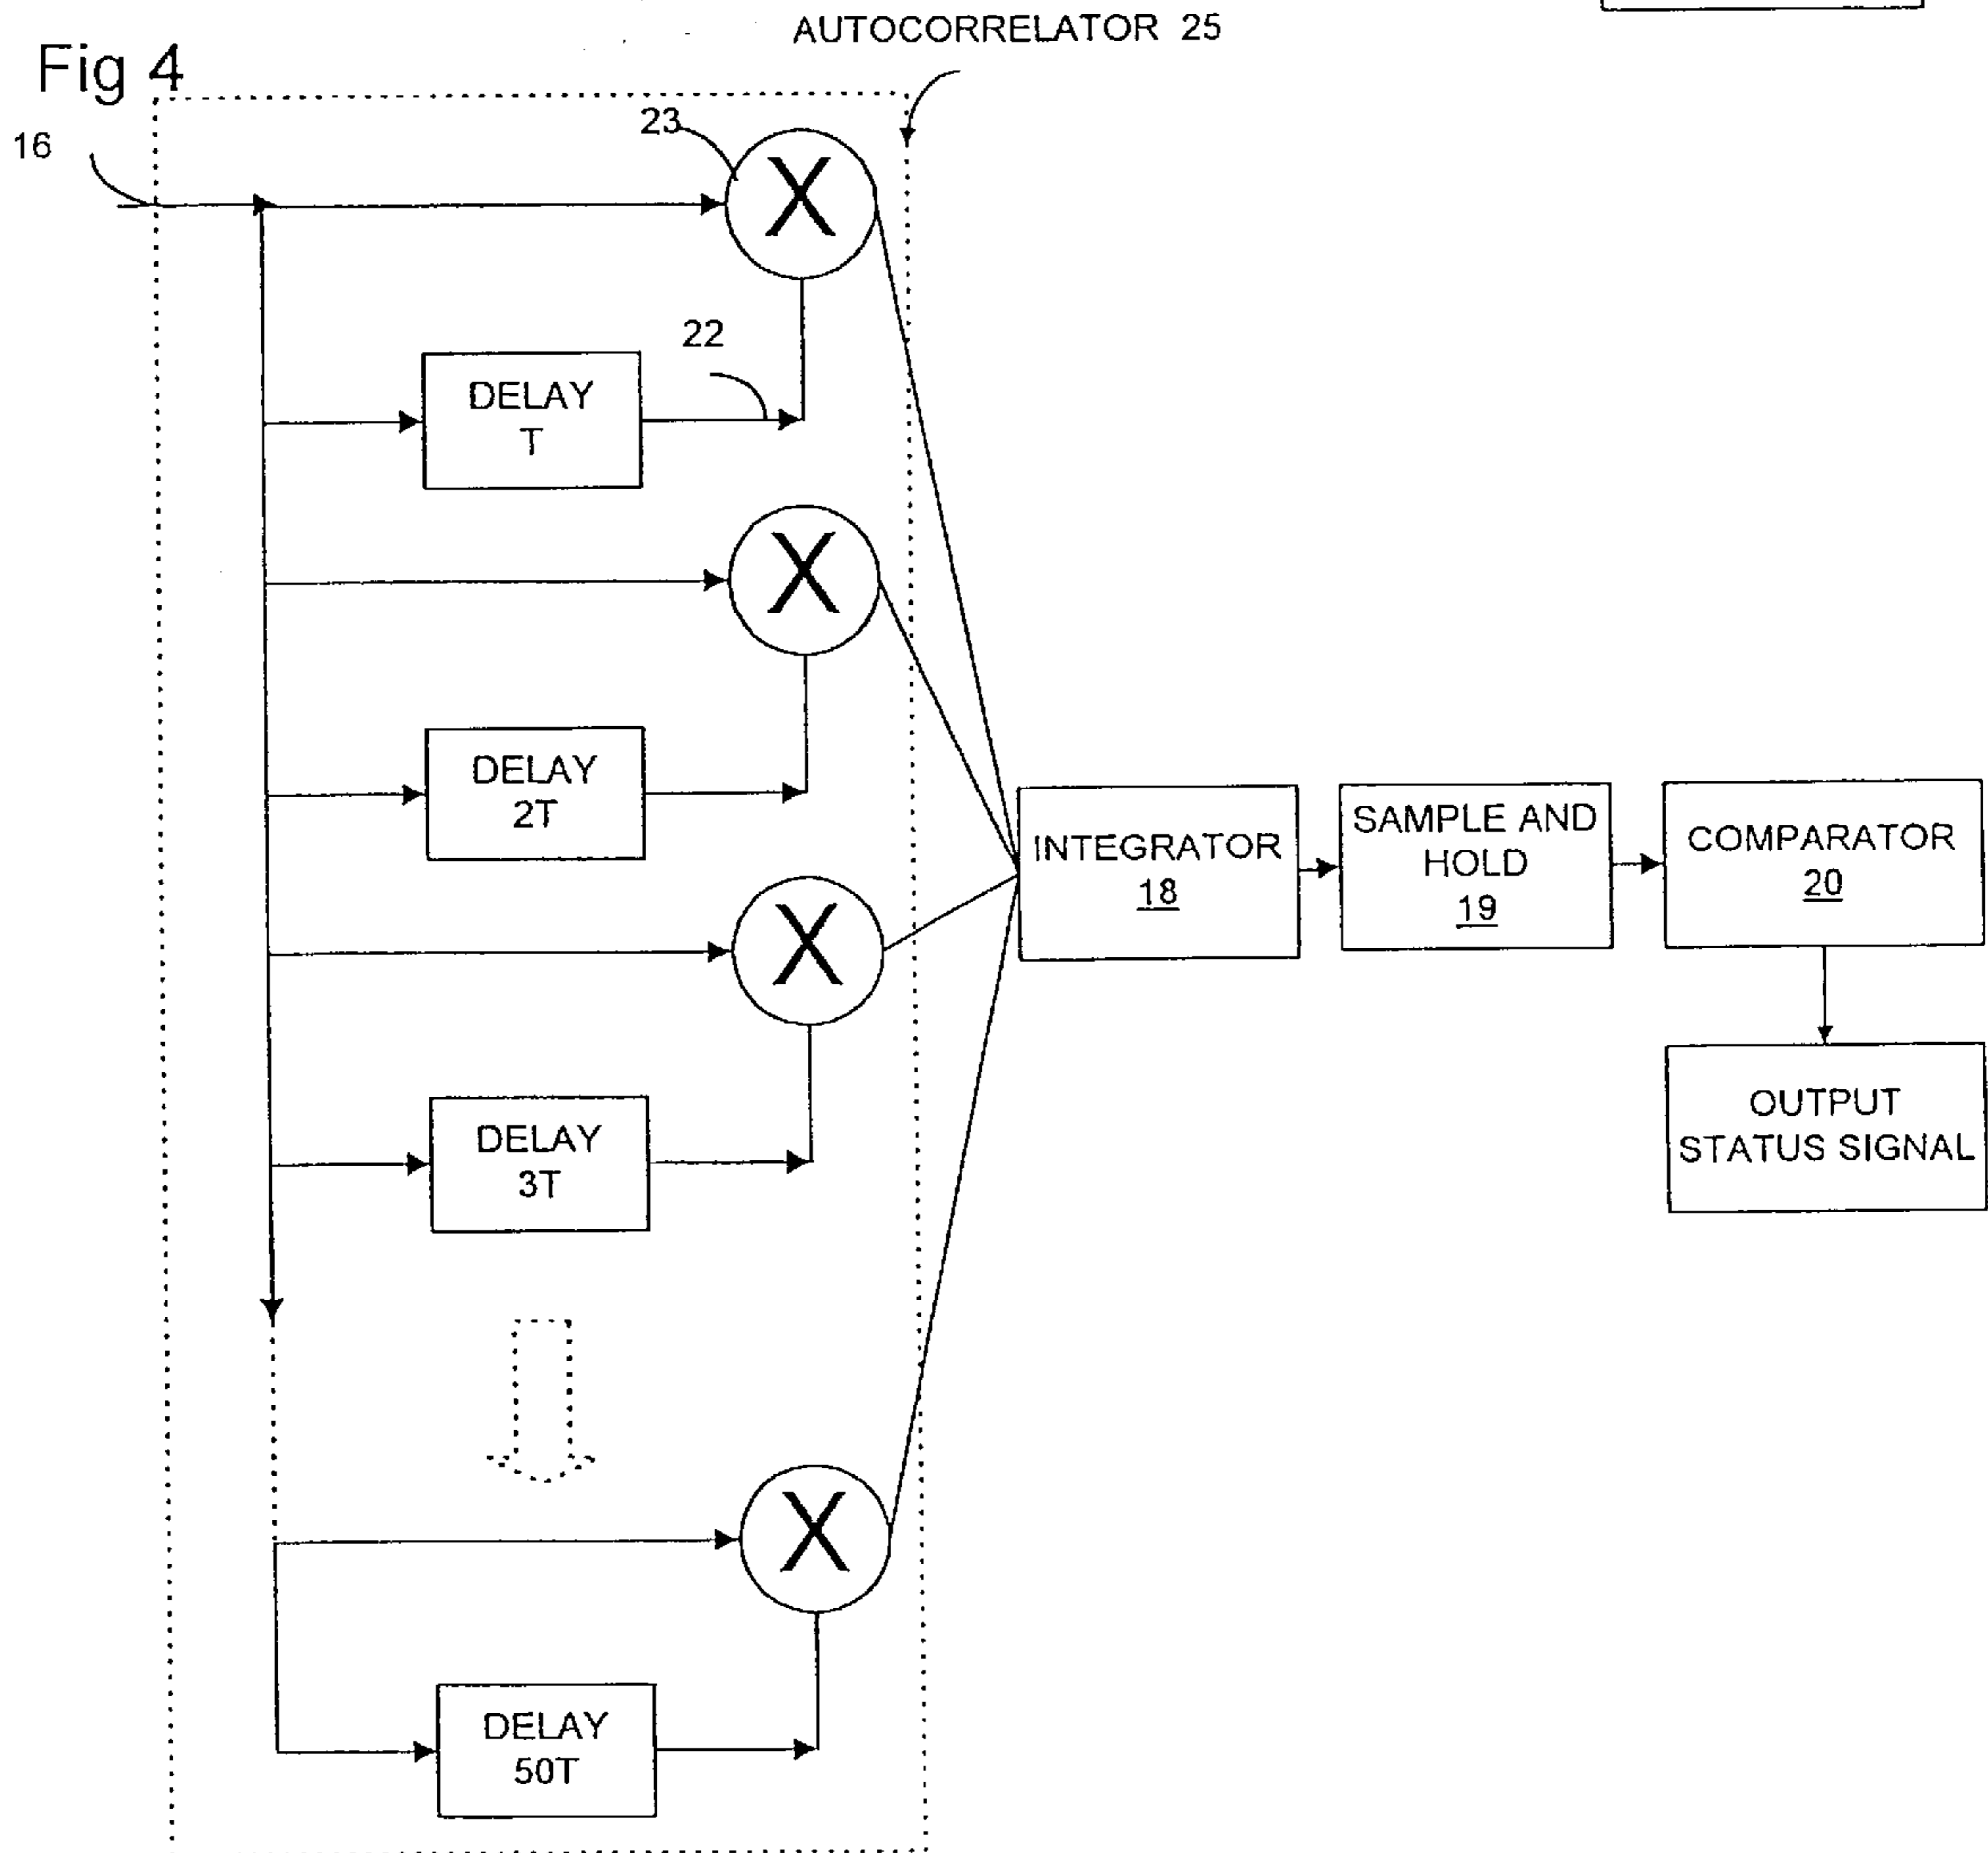 AUTOCORRELATOR 25
Fig 4
23
16
X
22
DELAY
T
X
DELAY
2T
INTEGRATOR
18
SAMPLE AND
HOLD
19
COMPARATOR
20
X
DELAY
3T
OUTPUT
STATUS SIGNAL
X
DELAY
50T